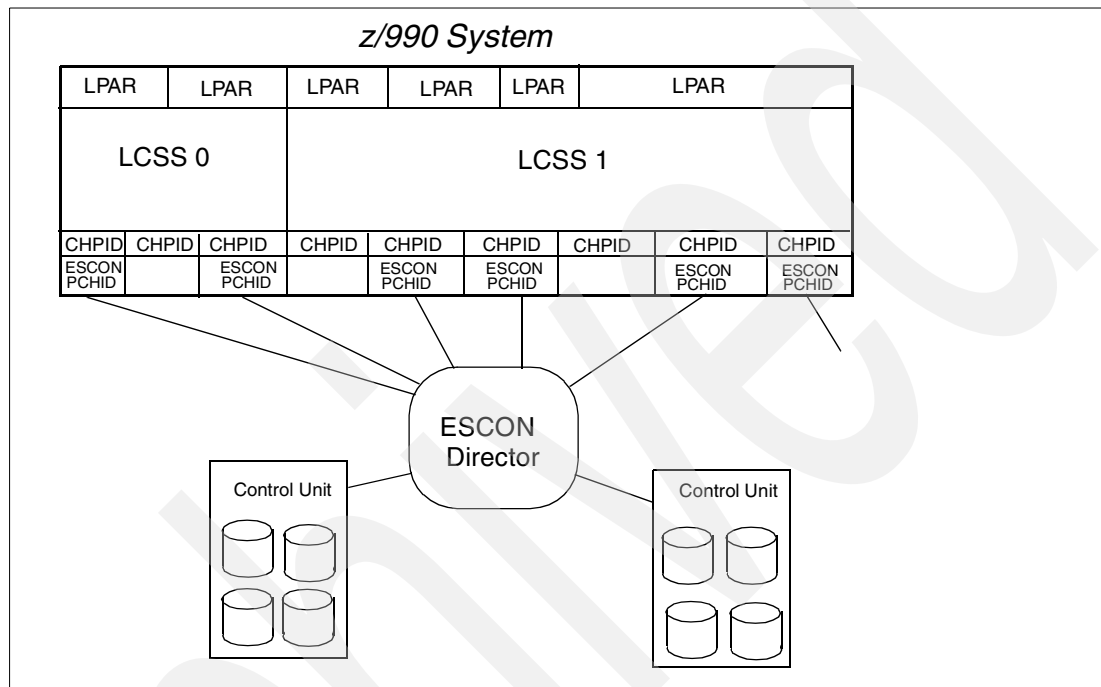 z/990 System
LPAR LPAR LPAR LPAR LPAR LPAR
LCSS 0 LCSS 1
CHPID CHPID CHPID CHPID CHPID CHPID CHPID CHPID CHPID
ESCON ESCON ESCON ESCON ESCON ESCON
PCHID PCHID PCHID PCHID PCHID PCHID
ESCON
Director
Control Unit Control Unit